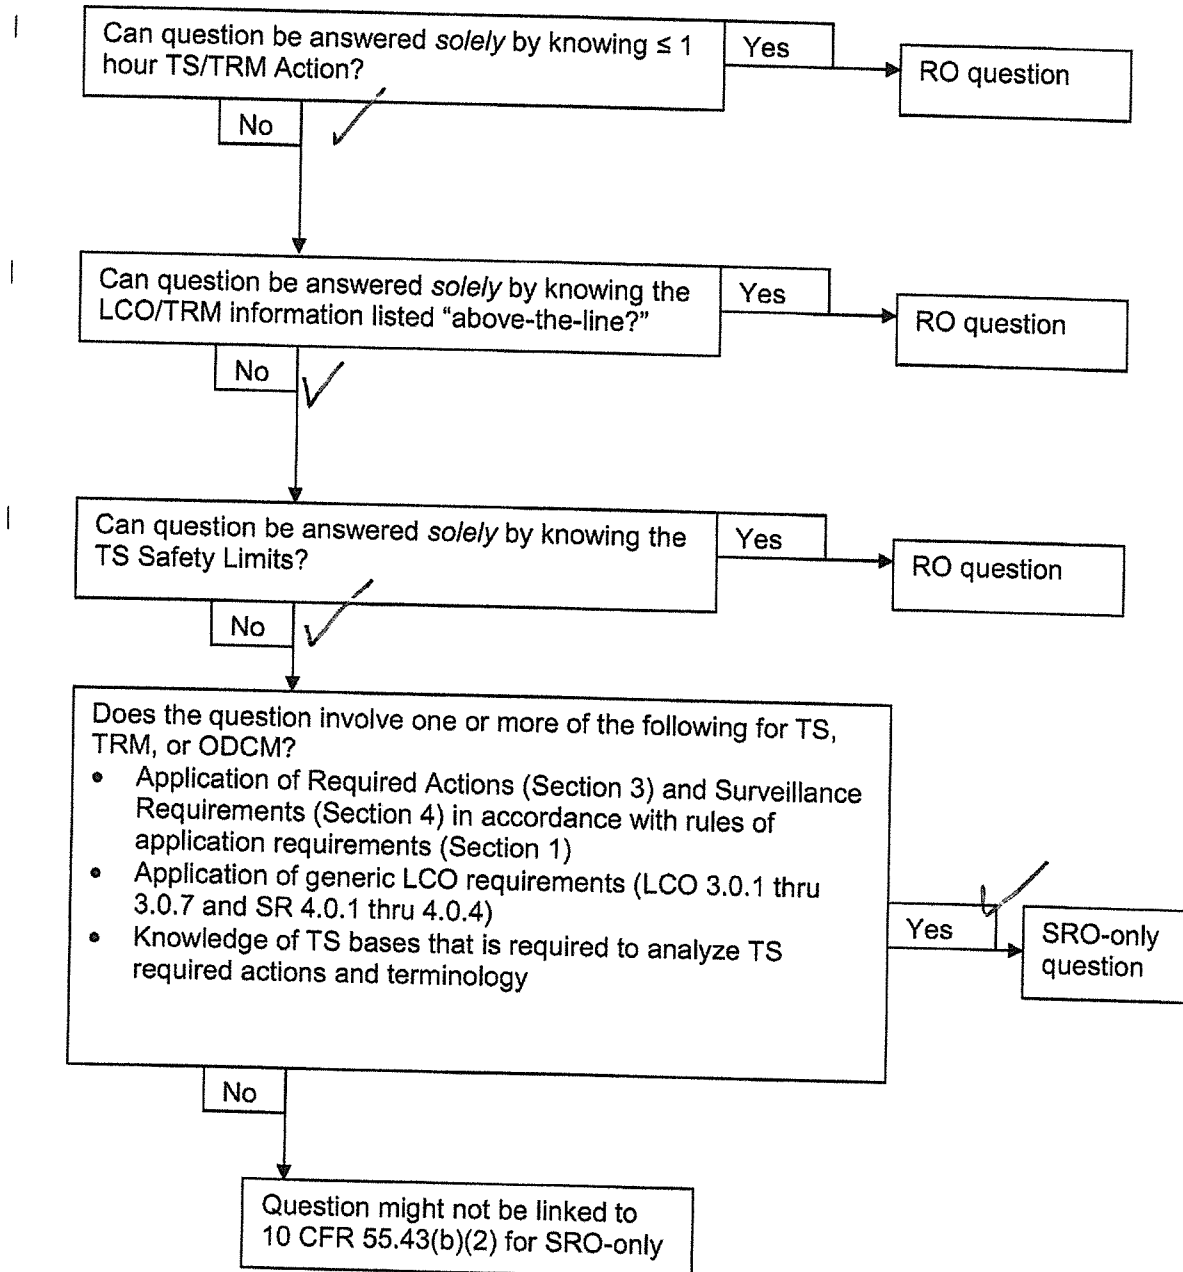 Can question be answered solely by knowing ≤ 1
hour TS/TRM Action?
Yes
RO question
No
Can question be answered solely by knowing the
LCO/TRM information listed "above-the-line?"
Yes
RO question
No
Can question be answered solely by knowing the
TS Safety Limits?
Yes
RO question
No
Does the question involve one or more of the following for TS,
TRM, or ODCM?
• Application of Required Actions (Section 3) and Surveillance
Requirements (Section 4) in accordance with rules of
application requirements (Section 1)
• Application of generic LCO requirements (LCO 3.0.1 thru
3.0.7 and SR 4.0.1 thru 4.0.4)
• Knowledge of TS bases that is required to analyze TS
required actions and terminology
Yes
SRO-only
question
No
Question might not be linked to
10 CFR 55.43(b)(2) for SRO-only